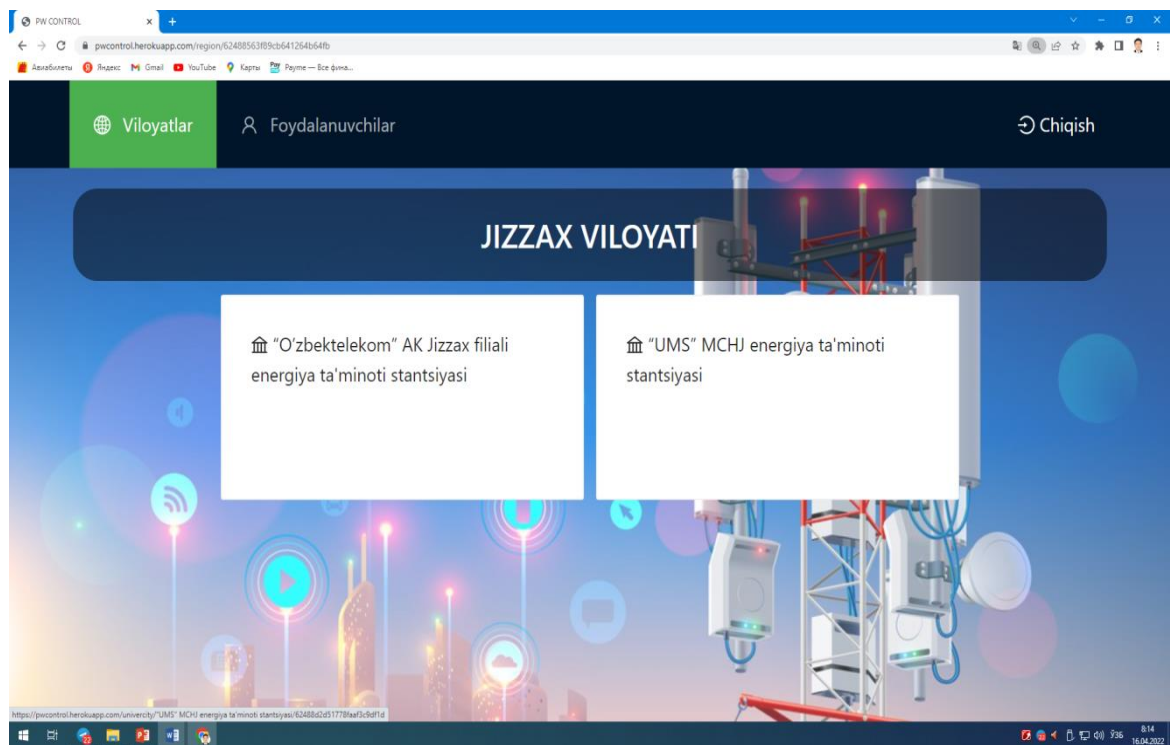 PW CONTROL
pwcontrol.herokuapp.com/region/62488563f89cb641264b64fb
Авиабилеты Яндекс Gmail YouTube Карты Payme — Все фина...
Viloyatlar Foydalanuvchilar Chiqish
JIZZAX VILOYATI
“O‘zbektelekom” AK Jizzax filiali
energiya ta'minoti stantsiyasi
“UMS” MCHJ energiya ta'minoti
stantsiyasi
https://pwcontrol.herokuapp.com/univercity/“UMS” MCHJ energiya ta'minoti stantsiyasi/62488d2d51778faaf3c9df1d
ЎЗБ 8:14
16.04.2022